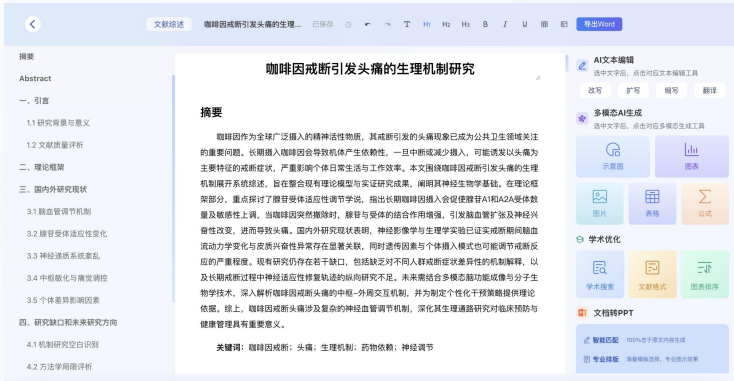 文献综述
咖啡因戒断引发头痛的生理...
已保存
T
H1
H2
H3
B
I
U
导出Word
摘要
Abstract
一、引言
1.1 研究背景与意义
1.2 文献质量评析
二、理论框架
三、国内外研究现状
3.1 脑血管调节机制
3.2 腺苷受体适应性变化
3.3 神经递质系统紊乱
3.4 中枢敏化与痛觉调控
3.5 个体差异影响因素
四、研究缺口和未来研究方向
4.1 机制研究空白识别
4.2 方法学局限评析
咖啡因戒断引发头痛的生理机制研究
摘要
咖啡因作为全球广泛摄入的精神活性物质，其戒断引发的头痛现象已成为公共卫生领域关注
的重要问题。长期摄入咖啡因会导致机体产生依赖性，一旦中断或减少摄入，可能诱发以头痛为
主要特征的戒断症状，严重影响个体日常生活与工作效率。本文围绕咖啡因戒断引发头痛的生理
机制展开系统综述，旨在整合现有理论模型与实证研究成果，阐明其神经生物学基础。在理论框
架部分，重点探讨了腺苷受体适应性调节学说，指出长期咖啡因摄入会促使腺苷A1和A2A受体数
量及敏感性上调，当咖啡因突然撤除时，腺苷与受体的结合作用增强，引发脑血管扩张及神经兴
奋性改变，进而导致头痛。国内外研究现状表明，神经影像学与生理学实验已证实戒断期间脑血
流动力学变化与皮质兴奋性异常存在显著关联，同时遗传因素与个体摄入模式也可能调节戒断反
应的严重程度。现有研究仍存在若干缺口，包括缺乏对不同人群戒断症状差异性的机制解释，以
及长期戒断过程中神经适应性修复轨迹的纵向研究不足。未来需结合多模态脑功能成像与分子生
物学技术，深入解析咖啡因戒断头痛的中枢-外周交互机制，并为制定个性化干预策略提供理论
依据。综上，咖啡因戒断头痛涉及复杂的神经血管调节机制，深化其生理通路研究对临床预防与
健康管理具有重要意义。
关键词：咖啡因戒断；头痛；生理机制；药物依赖；神经调节
AI文本编辑
选中文字后，点击对应文本编辑工具
改写
扩写
缩写
翻译
多模态AI生成
选中文字后，点击对应多模态生成工具
示意图
图表
图片
表格
公式
学术优化
学术搜索
文献格式
图表排序
文档转PPT
智能匹配 100%忠于原文内容生成
专业排版 海量模版选择，专业图示效果